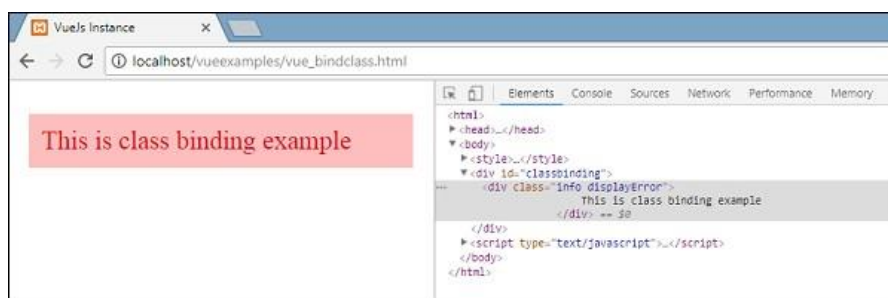 VueJs Instance
localhost/vueexamples/vue_bindclass.html
This is class binding example
Elements Console Sources Network Performance Memory
<html>
<head>…</head>
<body>
<style>…</style>
<div id="classbinding">
<div class="info displayError">
This is class binding example
</div> == $0
</div>
<script type="text/javascript">…</script>
</body>
</html>